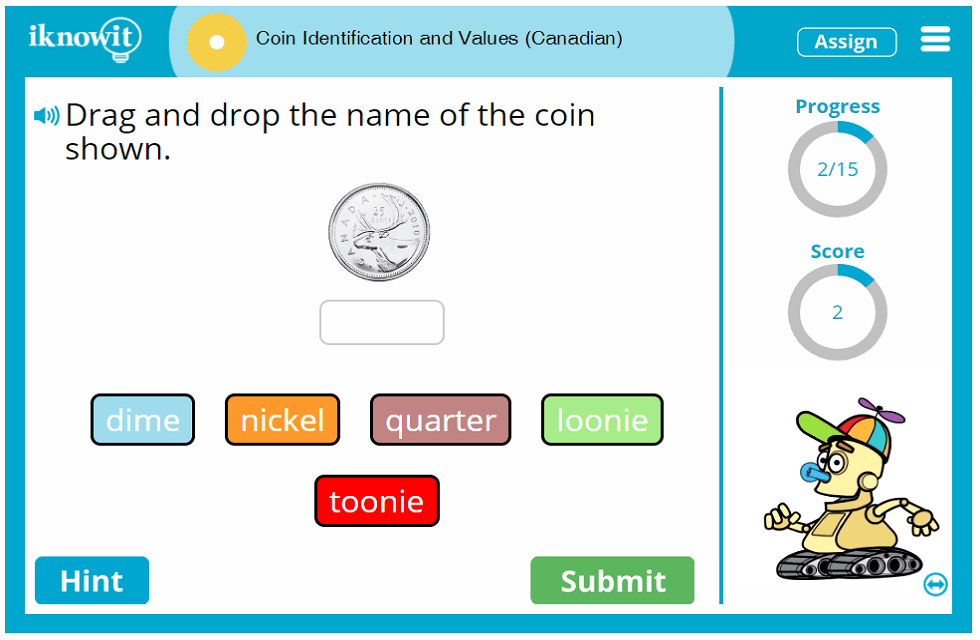 iknowit
Coin Identification and Values (Canadian)
Assign
Drag and drop the name of the coin
shown.
CANADA 2010
25
CENTS
dime
nickel
quarter
loonie
toonie
Hint
Submit
Progress
2/15
Score
2